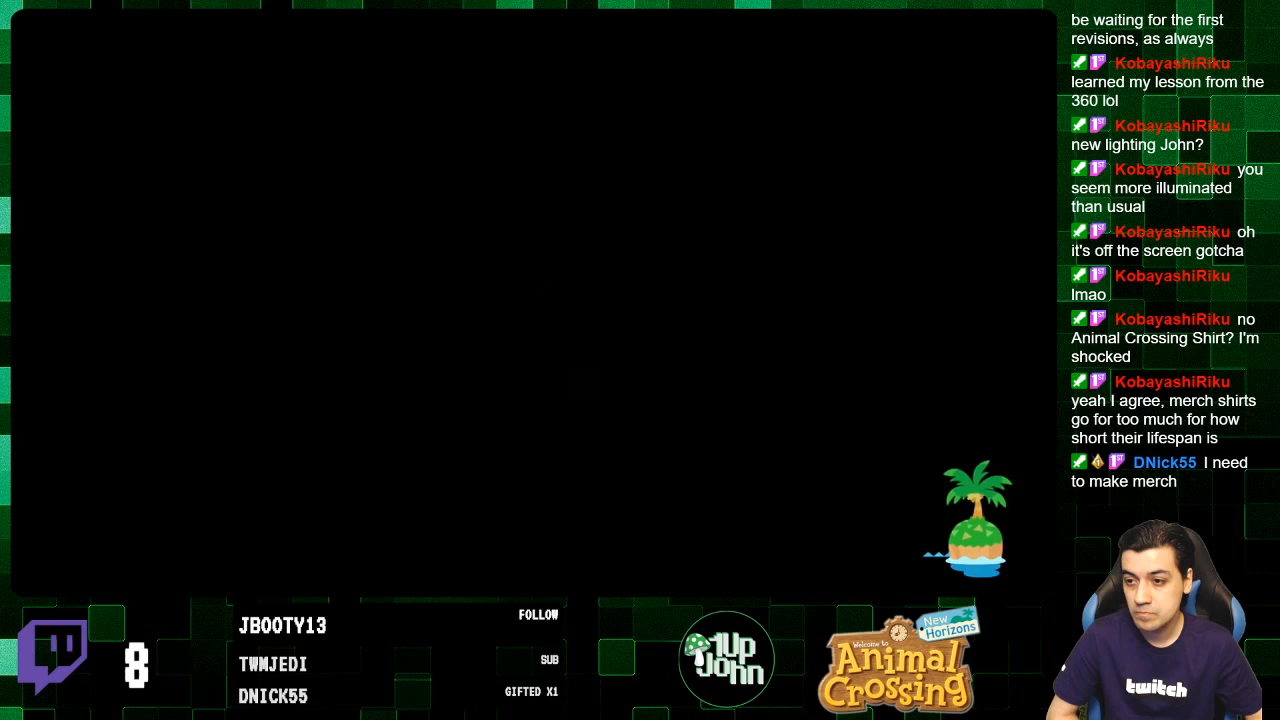 be waiting for the first
revisions, as always
KobayashiRiku
learned my lesson from the
360 lol
KobayashiRiku
new lighting John?
KobayashiRiku you
seem more illuminated
than usual
KobayashiRiku oh
it's off the screen gotcha
KobayashiRiku
lmao
KobayashiRiku no
Animal Crossing Shirt? I'm
shocked
KobayashiRiku
yeah I agree, merch shirts
go for too much for how
short their lifespan is
DNick55 I need
to make merch
8
JBOOTY13 FOLLOW
TWMJEDI SUB
DNICK55 GIFTED X1
1Up
John
New
Horizons
Welcome to
Animal
Crossing
twitch